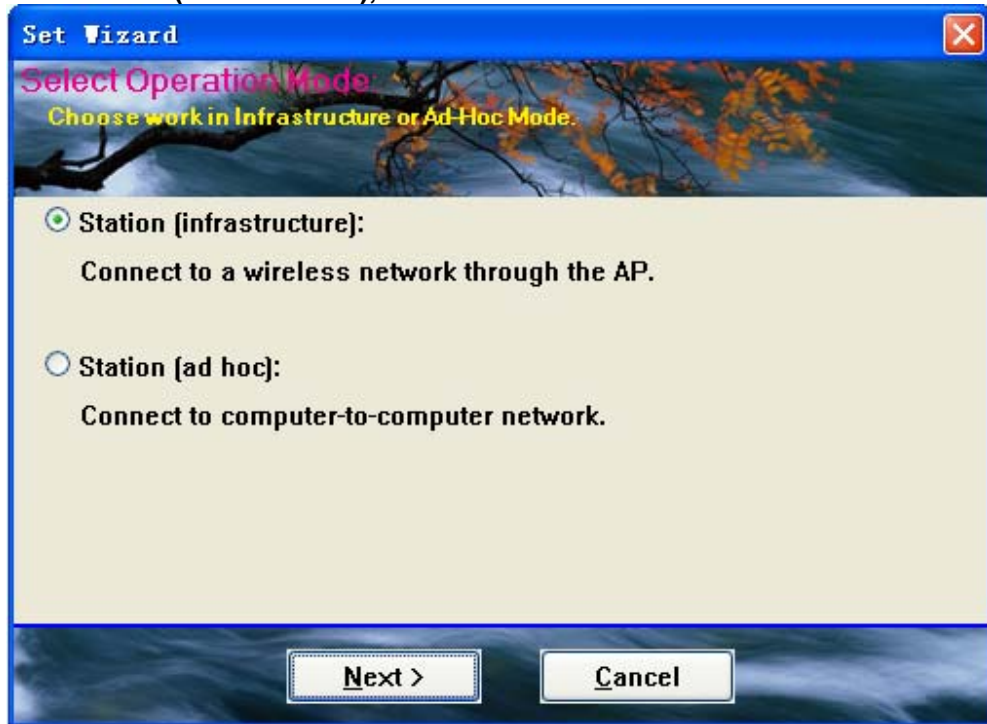 Set Wizard
Select Operation Mode
Choose work in Infrastructure or Ad-Hoc Mode.
Station (infrastructure):
Connect to a wireless network through the AP.
Station (ad hoc):
Connect to computer-to-computer network.
Next > Cancel